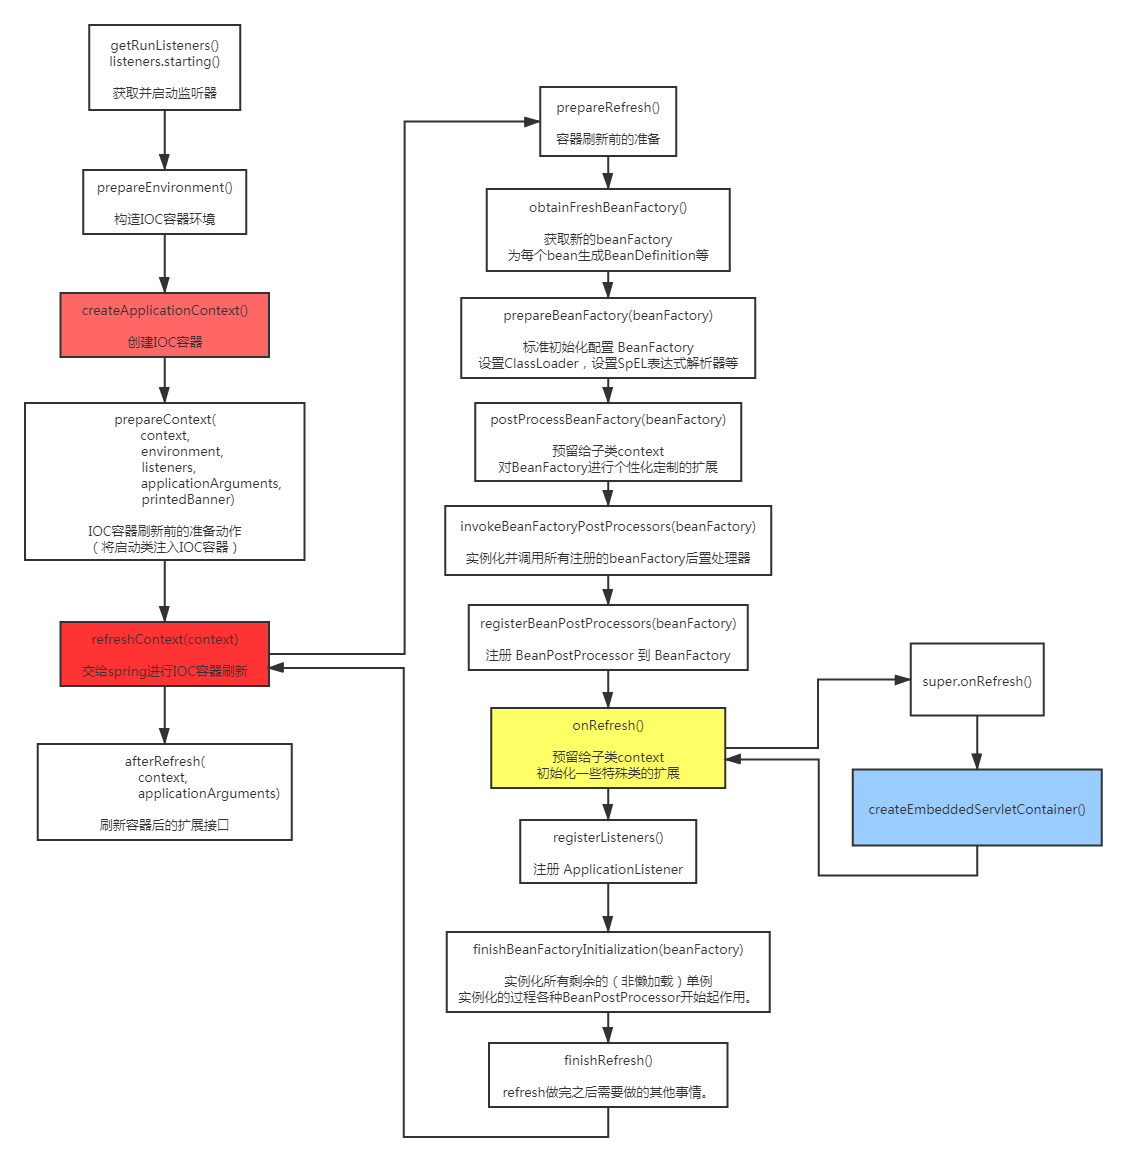 getRunListeners()
listeners.starting()
获取并启动监听器
prepareEnvironment()
构造IOC容器环境
createApplicationContext()
创建IOC容器
prepareContext(
context,
environment,
listeners,
applicationArguments,
printedBanner)
IOC容器刷新前的准备动作
（将启动类注入IOC容器）
refreshContext(context)
交给spring进行IOC容器刷新
afterRefresh(
context,
applicationArguments)
刷新容器后的扩展接口
prepareRefresh()
容器刷新前的准备
obtainFreshBeanFactory()
获取新的beanFactory
为每个bean生成BeanDefinition等
prepareBeanFactory(beanFactory)
标准初始化配置 BeanFactory
设置ClassLoader，设置SpEL表达式解析器等
postProcessBeanFactory(beanFactory)
预留给子类context
对BeanFactory进行个性化定制的扩展
invokeBeanFactoryPostProcessors(beanFactory)
实例化并调用所有注册的beanFactory后置处理器
registerBeanPostProcessors(beanFactory)
注册 BeanPostProcessor 到 BeanFactory
onRefresh()
预留给子类context
初始化一些特殊类的扩展
registerListeners()
注册 ApplicationListener
finishBeanFactoryInitialization(beanFactory)
实例化所有剩余的（非懒加载）单例
实例化的过程各种BeanPostProcessor开始起作用。
finishRefresh()
refresh做完之后需要做的其他事情。
super.onRefresh()
createEmbeddedServletContainer()